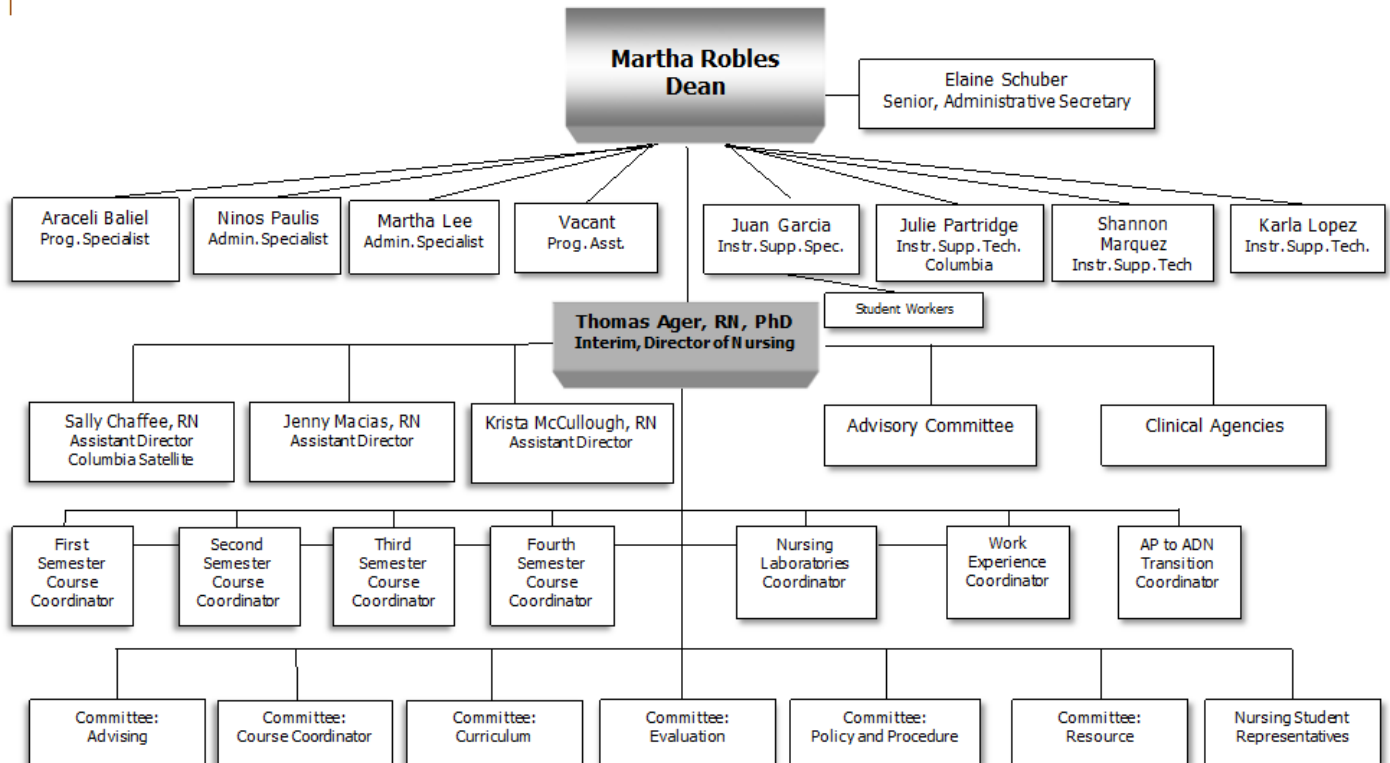 Martha Robles
Dean
Elaine Schuber
Senior, Administrative Secretary
Araceli Baliel
Prog. Specialist
Ninos Paulis
Admin. Specialist
Martha Lee
Admin. Specialist
Vacant
Prog. Asst.
Juan Garcia
Instr. Supp. Spec.
Julie Partridge
Instr. Supp. Tech.
Columbia
Shannon
Marquez
Instr. Supp. Tech
Karla Lopez
Instr. Supp. Tech.
Student Workers
Thomas Ager, RN, PhD
Interim, Director of Nursing
Sally Chaffee, RN
Assistant Director
Columbia Satellite
Jenny Macias, RN
Assistant Director
Krista McCullough, RN
Assistant Director
Advisory Committee
Clinical Agencies
First
Semester
Course
Coordinator
Second
Semester
Course
Coordinator
Third
Semester
Course
Coordinator
Fourth
Semester
Course
Coordinator
Nursing
Laboratories
Coordinator
Work
Experience
Coordinator
AP to ADN
Transition
Coordinator
Committee:
Advising
Committee:
Course Coordinator
Committee:
Curriculum
Committee:
Evaluation
Committee:
Policy and Procedure
Committee:
Resource
Nursing Student
Representatives